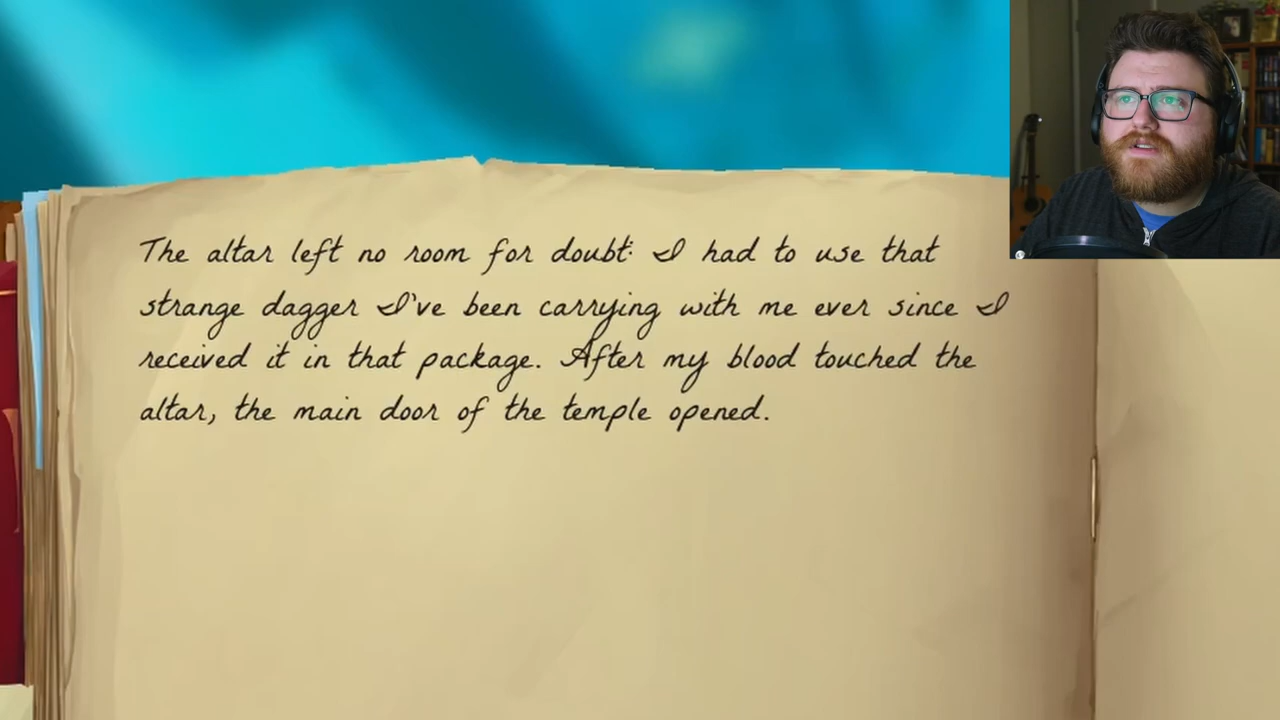 The altar left no room for doubt: I had to use that
strange dagger I've been carrying with me ever since I
received it in that package. After my blood touched the
altar, the main door of the temple opened.